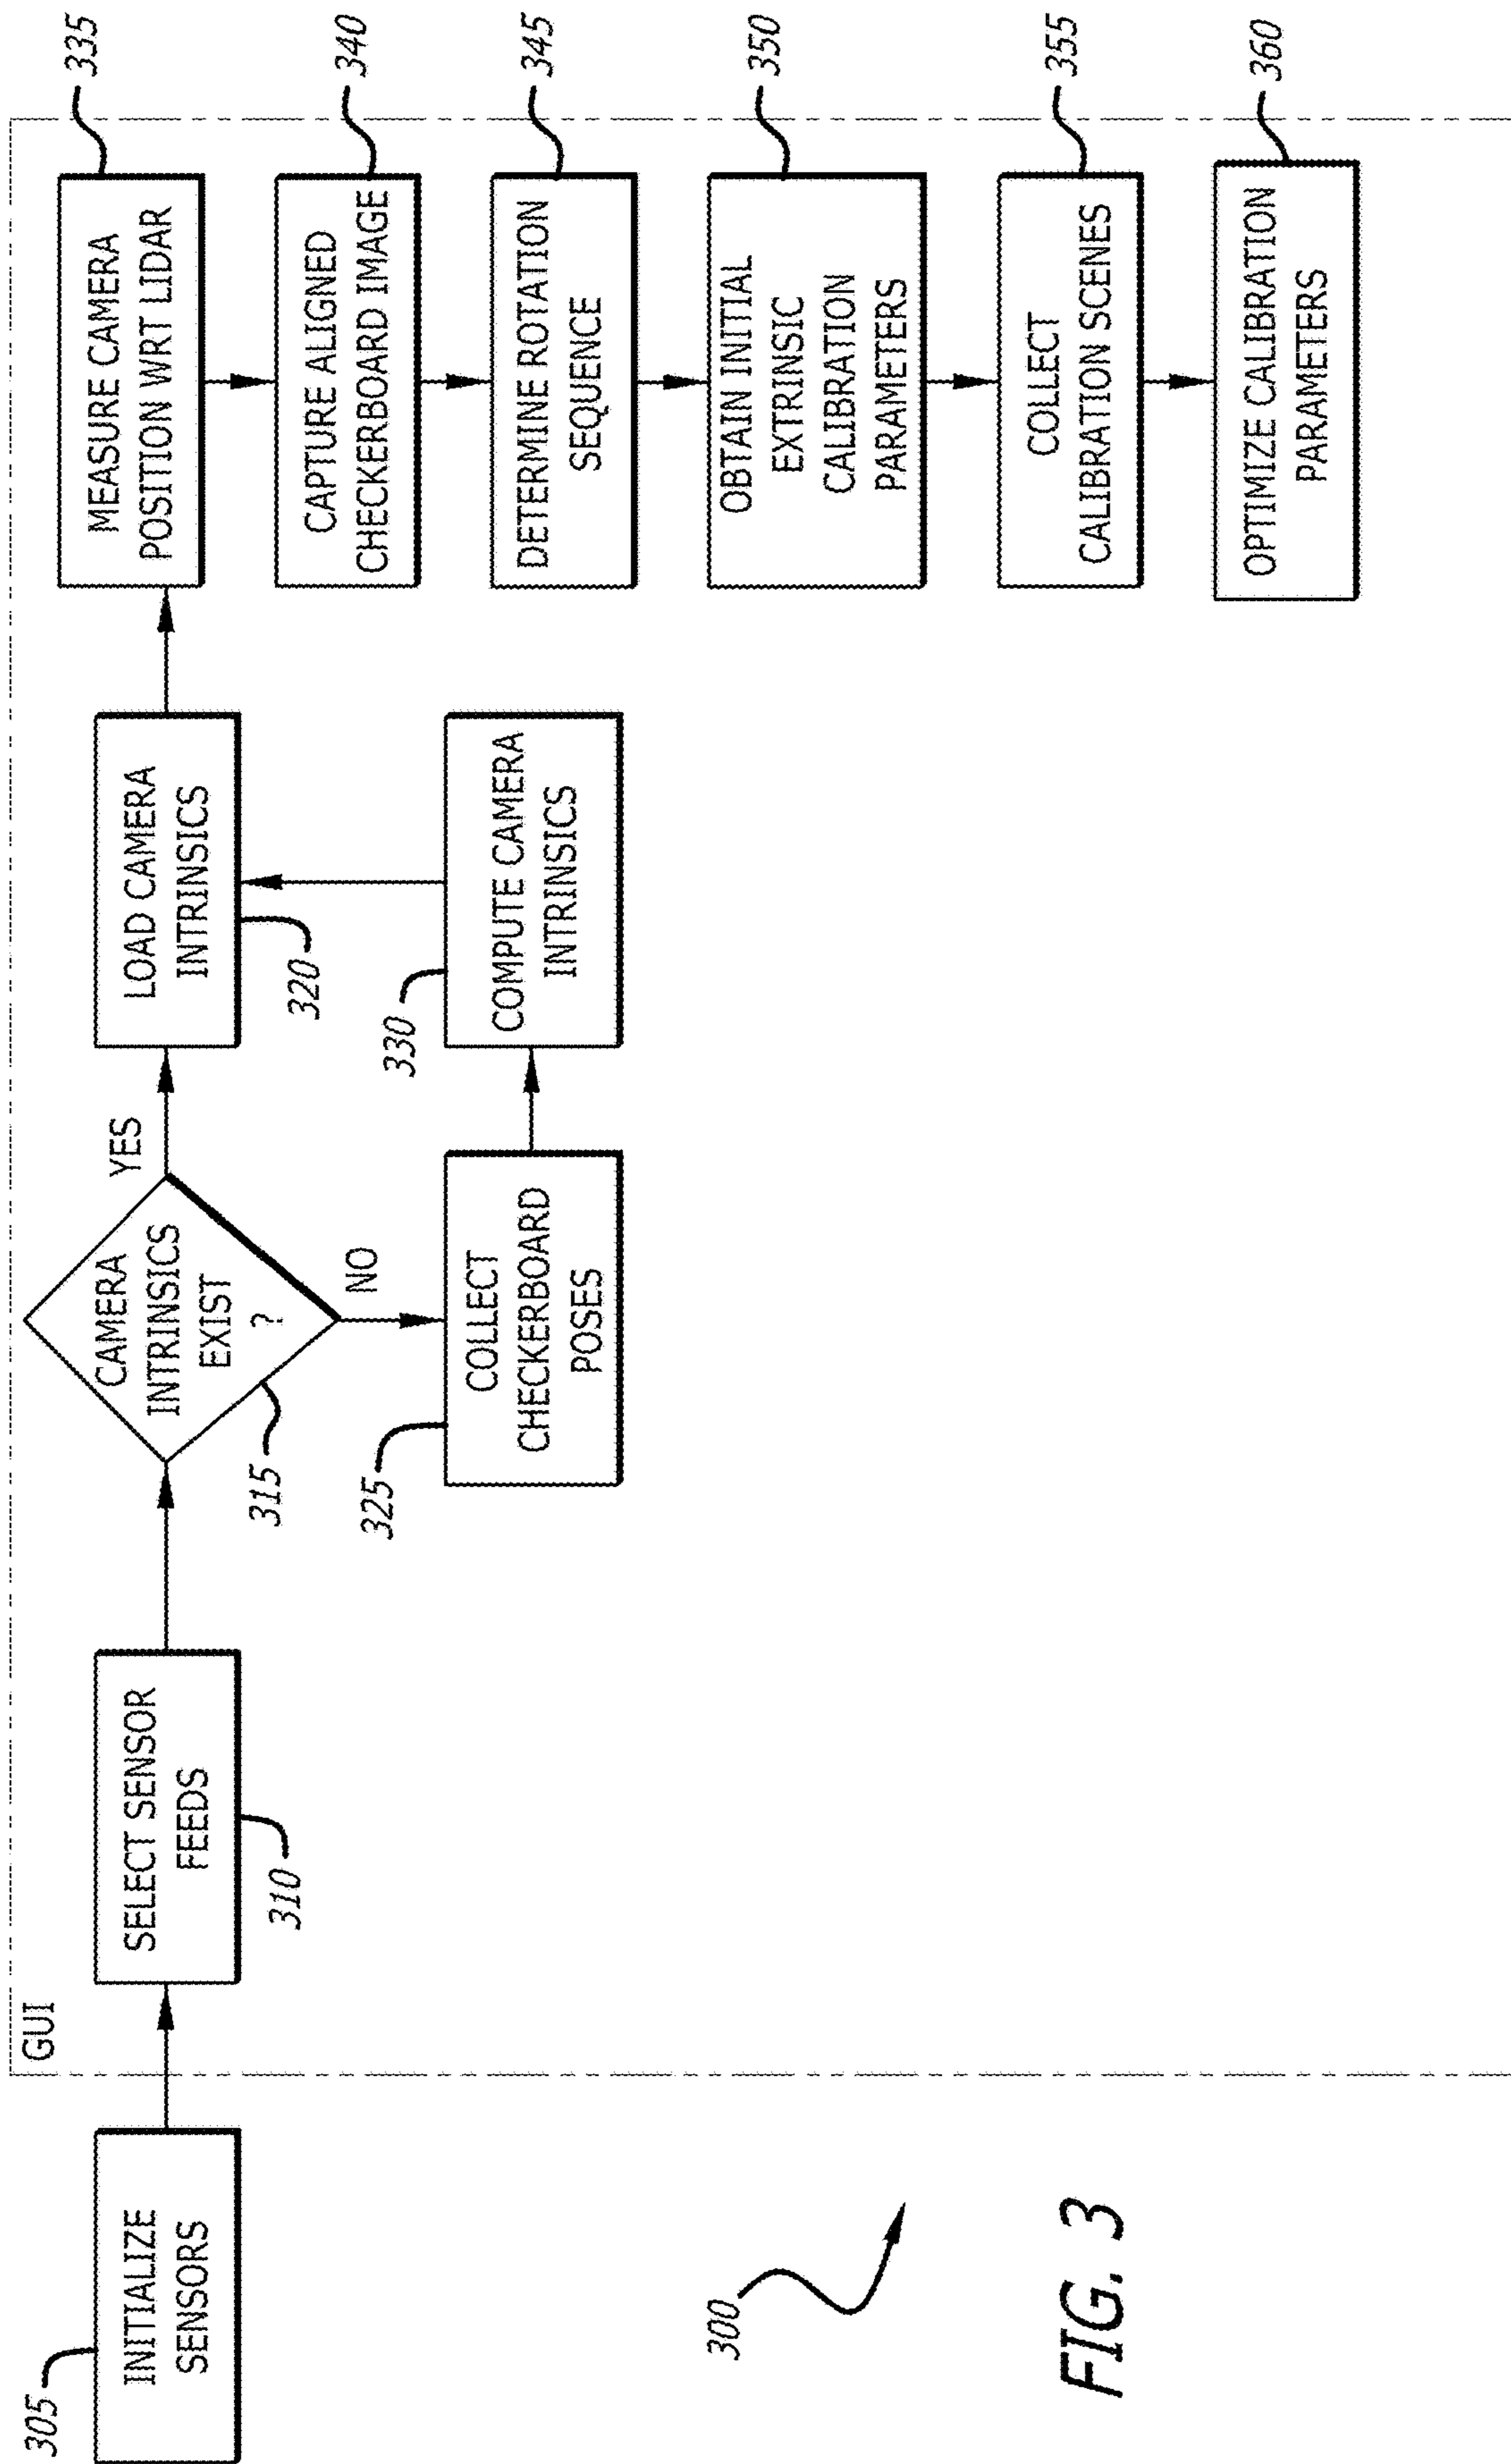 GUI
305
INITIALIZE
SENSORS
SELECT SENSOR
FEEDS
310
CAMERA
INTRINSICS
EXIST
?
315
YES
NO
LOAD CAMERA
INTRINSICS
320
325
COLLECT
CHECKERBOARD
POSES
330
COMPUTE CAMERA
INTRINSICS
MEASURE CAMERA
POSITION WRT LIDAR
335
CAPTURE ALIGNED
CHECKERBOARD IMAGE
340
DETERMINE ROTATION
SEQUENCE
345
OBTAIN INITIAL
EXTRINSIC
CALIBRATION
PARAMETERS
350
COLLECT
CALIBRATION SCENES
355
OPTIMIZE CALIBRATION
PARAMETERS
360
300
FIG. 3